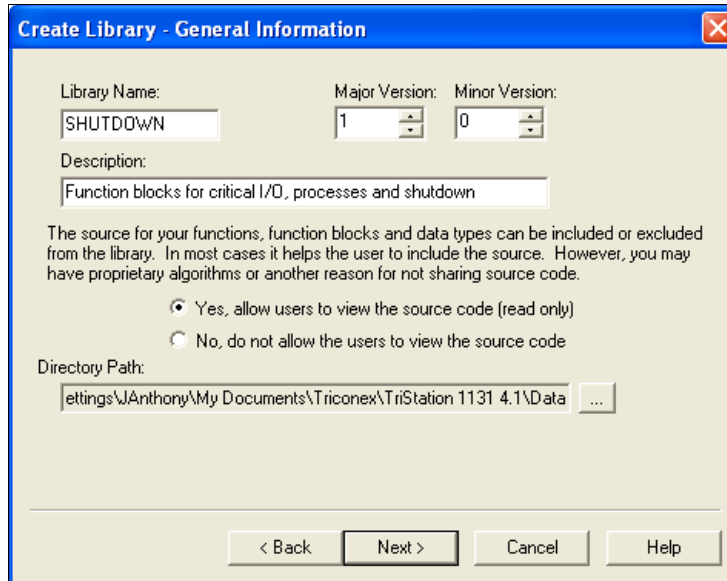 Create Library - General Information
Library Name: Major Version: Minor Version:
SHUTDOWN 1 0
Description:
Function blocks for critical I/O, processes and shutdown
The source for your functions, function blocks and data types can be included or excluded
from the library. In most cases it helps the user to include the source. However, you may
have proprietary algorithms or another reason for not sharing source code.
Yes, allow users to view the source code (read only)
No, do not allow the users to view the source code
Directory Path:
ettings\JAnthony\My Documents\Triconex\TriStation 1131 4.1\Data ...
< Back Next > Cancel Help